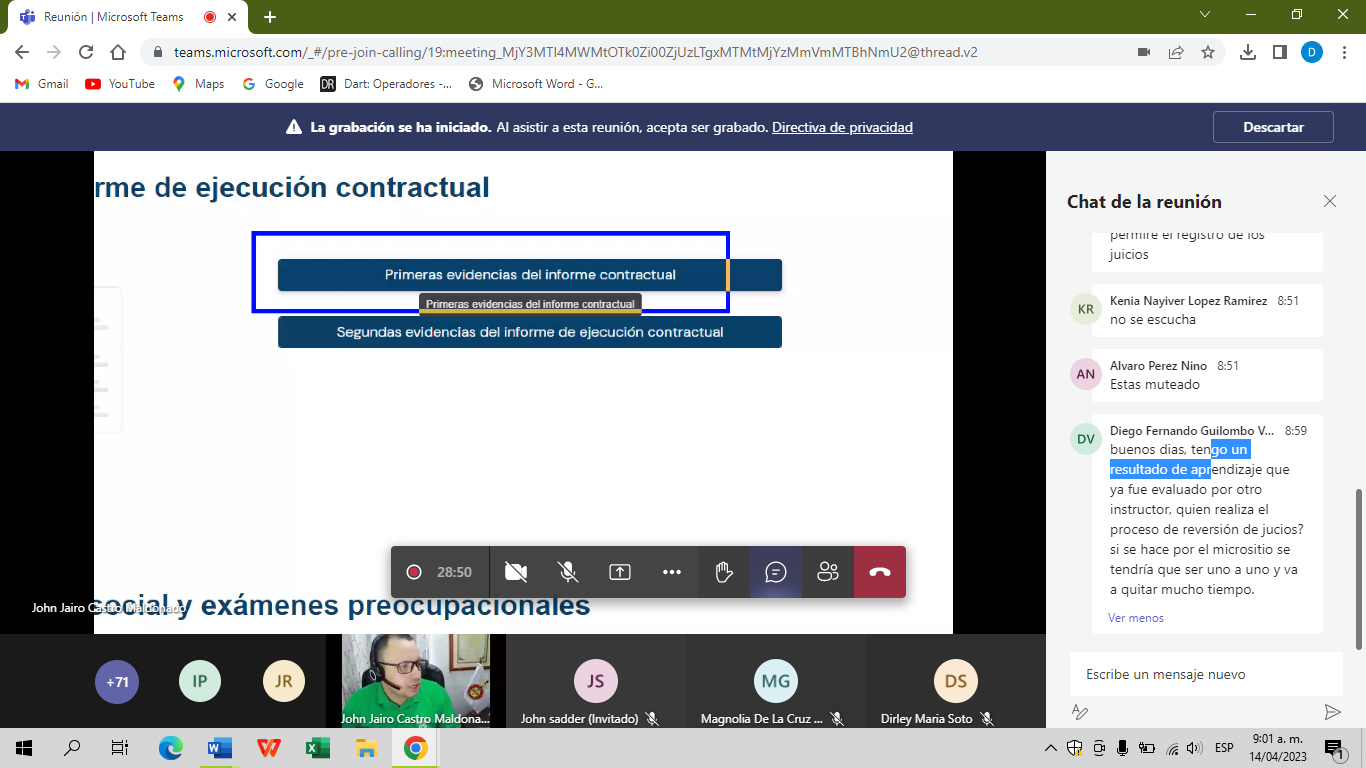 Reunión | Microsoft Teams
teams.microsoft.com/_#/pre-join-calling/19:meeting_MjY3MTI4MWMtOTk0Zi00ZjUzLTgxMTMtMjYzMmVmMTBhNmU2@thread.v2
D
Gmail
YouTube
Maps
Google
DR Dart: Operadores -...
Microsoft Word - G...
La grabación se ha iniciado. Al asistir a esta reunión, acepta ser grabado. Directiva de privacidad
Descartar
rme de ejecución contractual
Primeras evidencias del informe contractual
Primeras evidencias del informe contractual
Segundas evidencias del informe de ejecución contractual
28:50
social y exámenes preocupacionales
John Jairo Castro Maldonado
+71
IP
JR
John Jairo Castro Maldona...
JS
John sadder (Invitado)
MG
Magnolia De La Cruz ...
DS
Dirley Maria Soto
Chat de la reunión
permire el registro de los
juicios
KR
Kenia Nayiver Lopez Ramirez 8:51
no se escucha
AN
Alvaro Perez Nino 8:51
Estas muteado
DV
Diego Fernando Guilombo V... 8:59
buenos dias, tengo un
resultado de aprendizaje que
ya fue evaluado por otro
instructor, quien realiza el
proceso de reversión de jucios?
si se hace por el micrositio se
tendría que ser uno a uno y va
a quitar mucho tiempo.
Ver menos
Escribe un mensaje nuevo
ESP
9:01 a. m.
14/04/2023
1